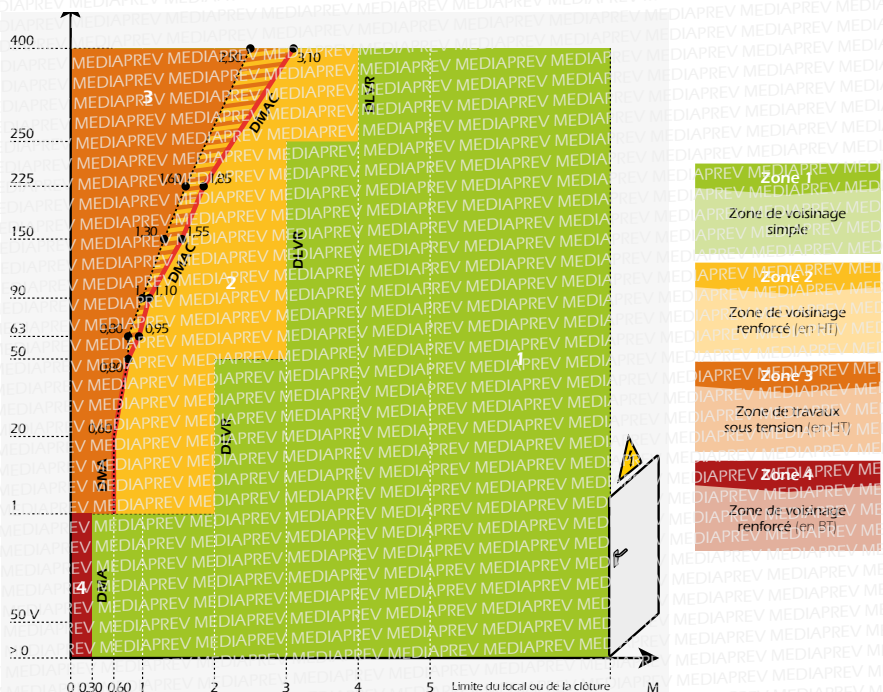 400
250
225
150
90
63
50
20
1
50 V
> 0
3
2,50
3,10
DMAC
DLVR
1,60
1,85
1,30
1,55
DMAC
DLVR
1,10
2
0,80
0,95
0,80
1
0,60
DLVR
DMA
4
DMA
0 0,30 0,60 1 2 3 4 5 Limite du local ou de la clôture M
Zone 1
Zone de voisinage
simple
Zone 2
Zone de voisinage
renforcé (en HT)
Zone 3
Zone de travaux
sous tension (en HT)
Zone 4
Zone de voisinage
renforcé (en BT)
MEDIAPREV